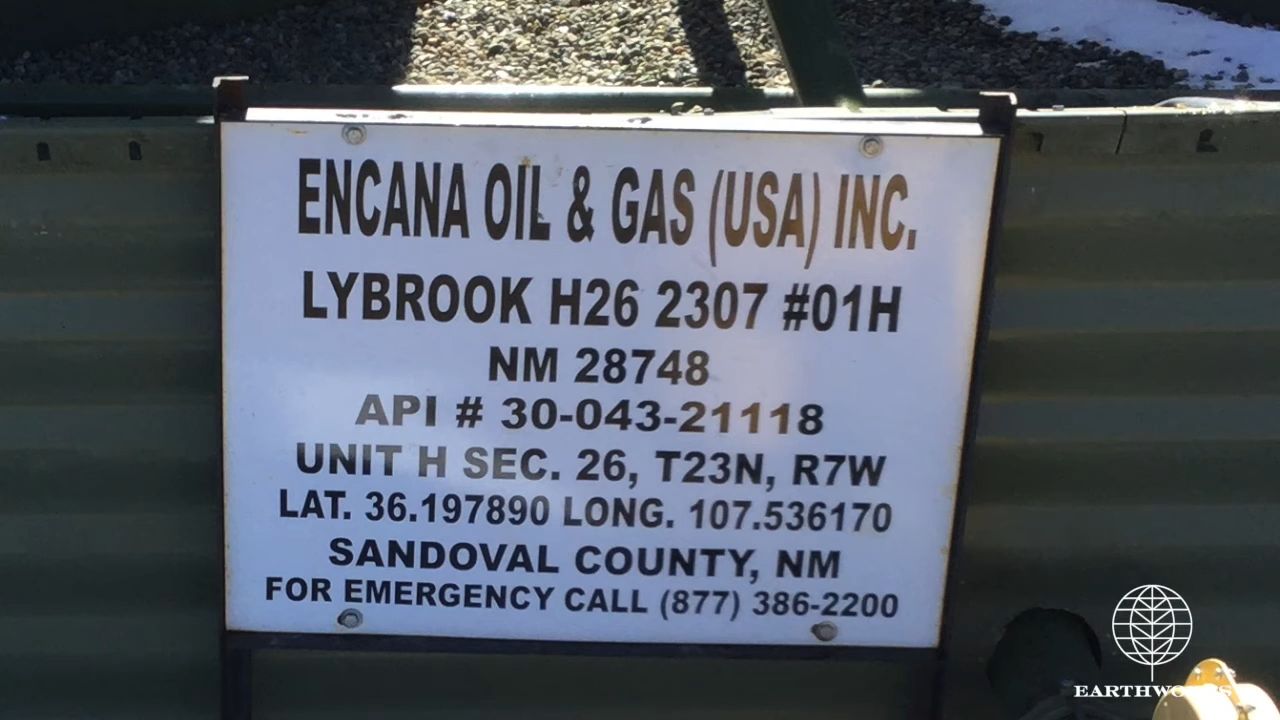 ENCANA OIL & GAS (USA) INC.
LYBROOK H26 2307 #01H
NM 28748
API # 30-043-21118
UNIT H SEC. 26, T23N, R7W
LAT. 36.197890 LONG. 107.536170
SANDOVAL COUNTY, NM
FOR EMERGENCY CALL (877) 386-2200
EARTHWORKS